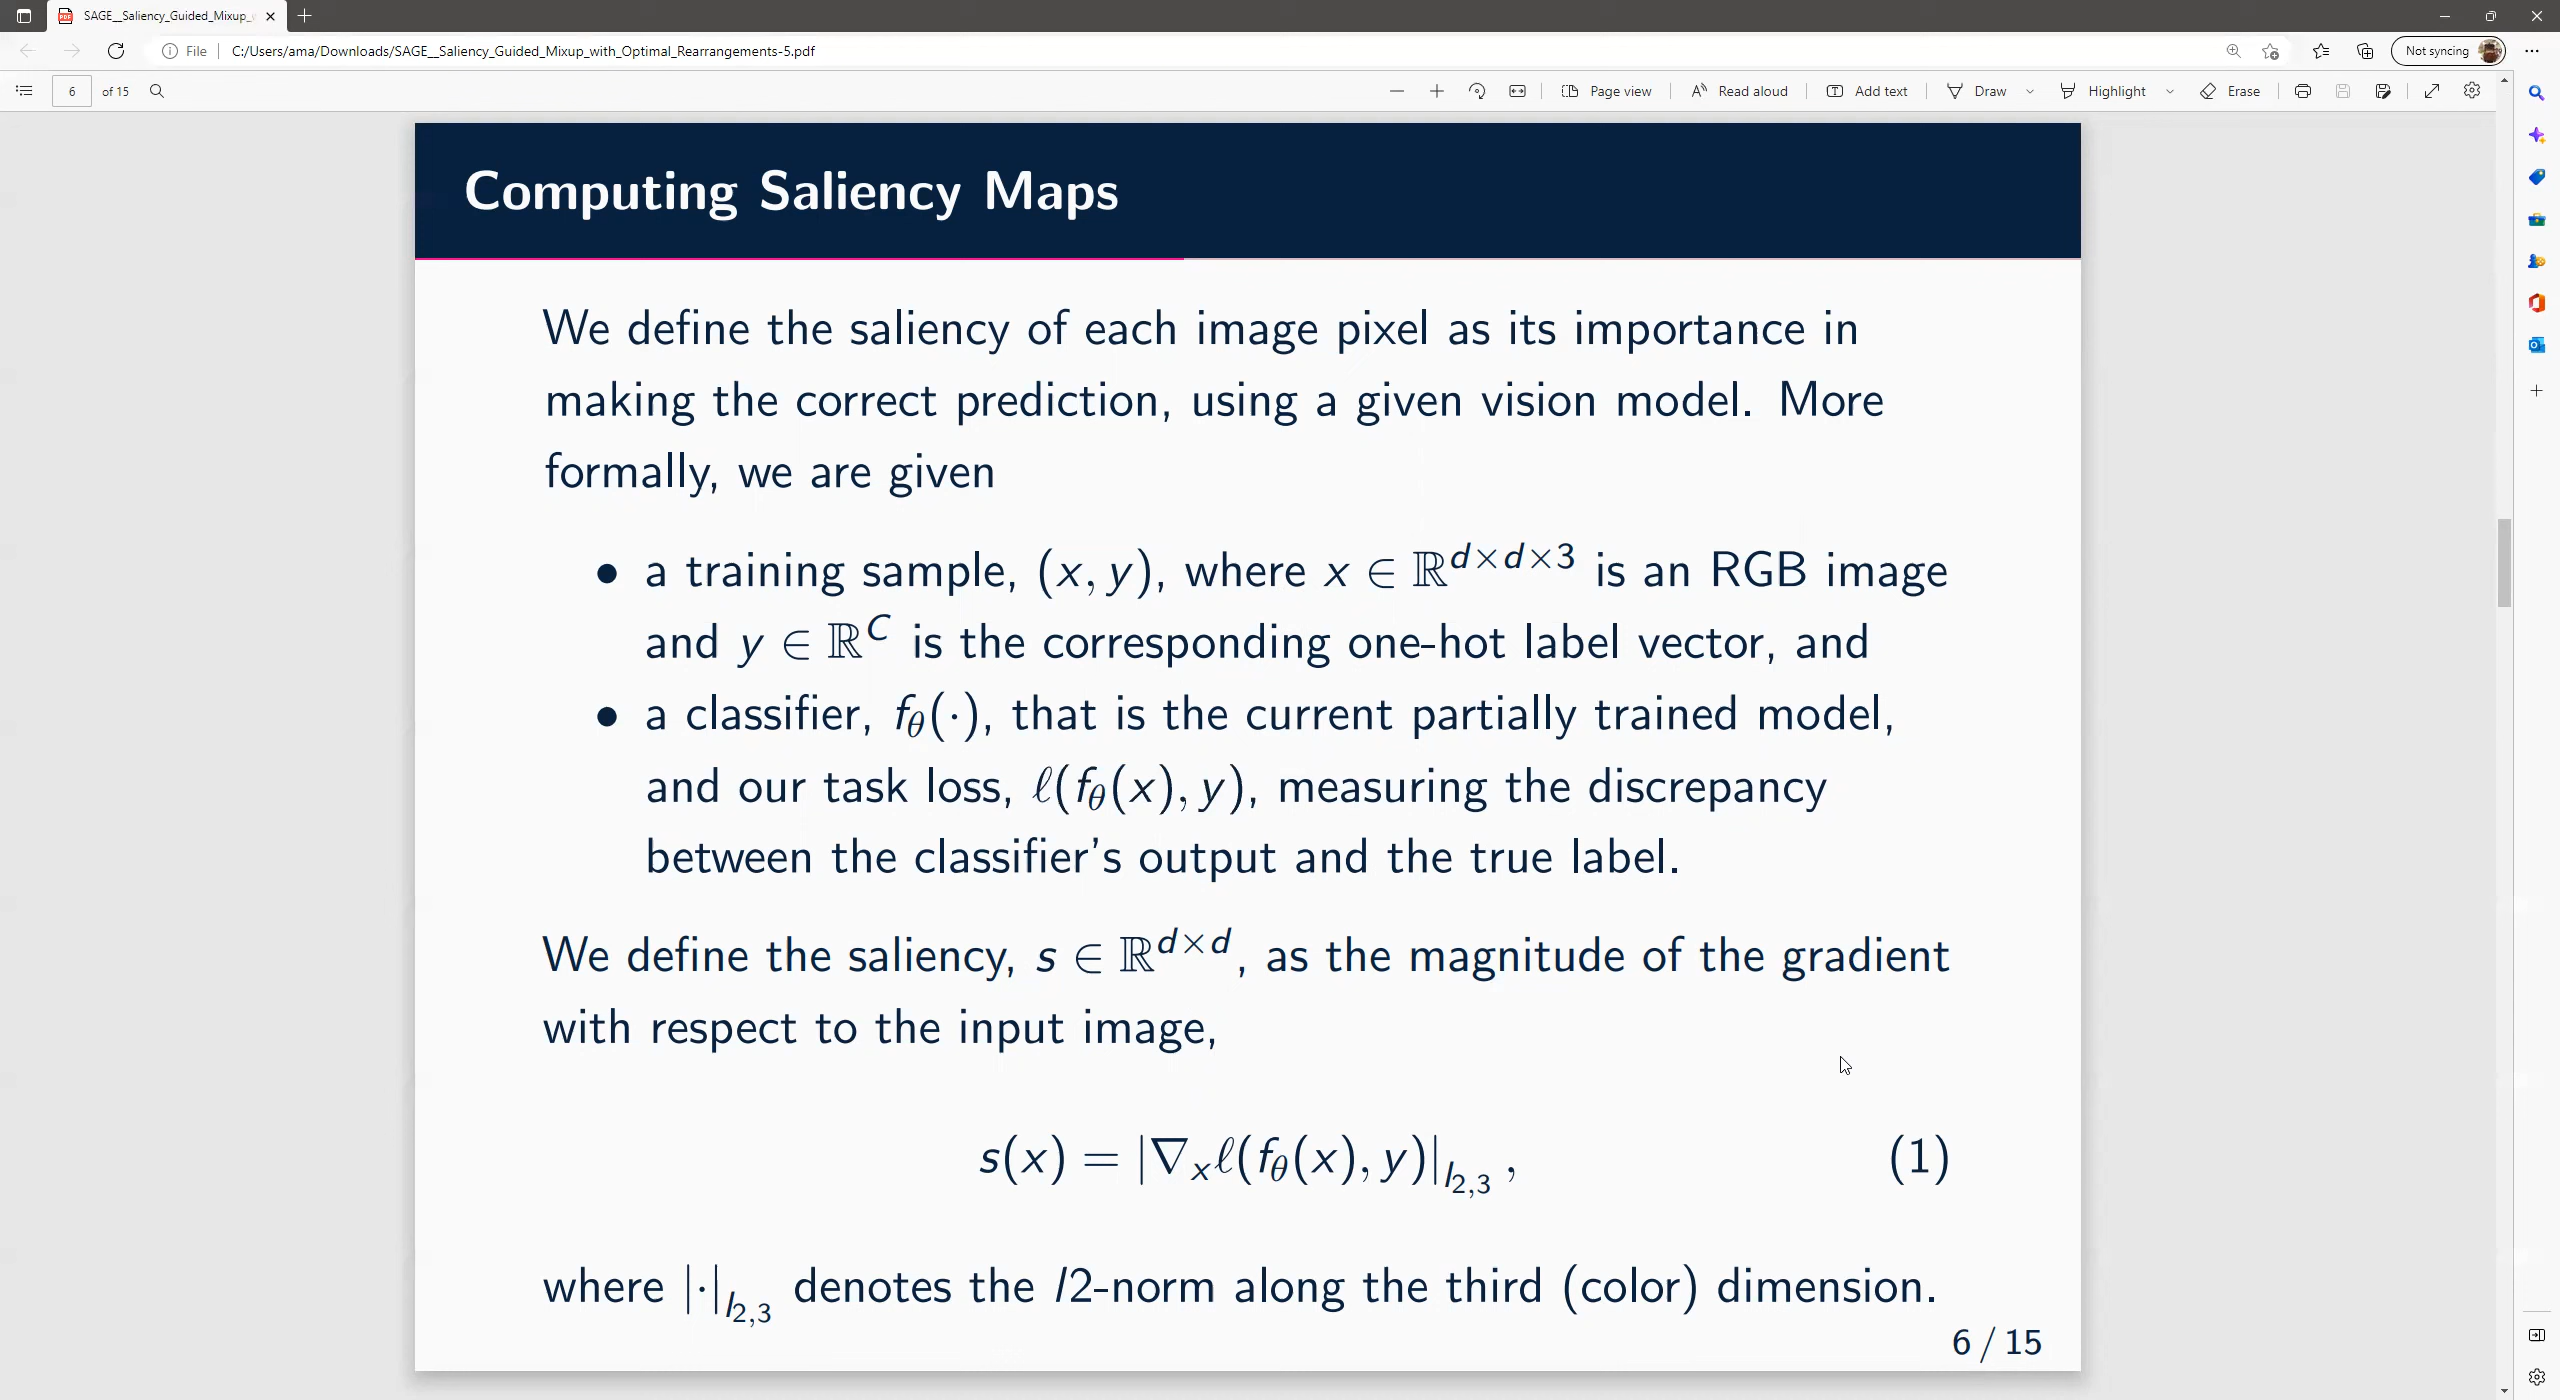 SAGE__Saliency_Guided_Mixup_
File C:/Users/ama/Downloads/SAGE__Saliency_Guided_Mixup_with_Optimal_Rearrangements-5.pdf Not syncing
6 of 15 Page view Read aloud Add text Draw Highlight Erase
Computing Saliency Maps
We define the saliency of each image pixel as its importance in
making the correct prediction, using a given vision model. More
formally, we are given
• a training sample, (x, y), where x ∈ ℝ^{d×d×3} is an RGB image
and y ∈ ℝ^C is the corresponding one-hot label vector, and
• a classifier, f_θ(·), that is the current partially trained model,
and our task loss, ℓ(f_θ(x), y), measuring the discrepancy
between the classifier's output and the true label.
We define the saliency, s ∈ ℝ^{d×d}, as the magnitude of the gradient
with respect to the input image,
s(x) = |∇_xℓ(f_θ(x), y)|_{l_{2,3}} , (1)
where |·|_{l_{2,3}} denotes the l2-norm along the third (color) dimension.
6 / 15